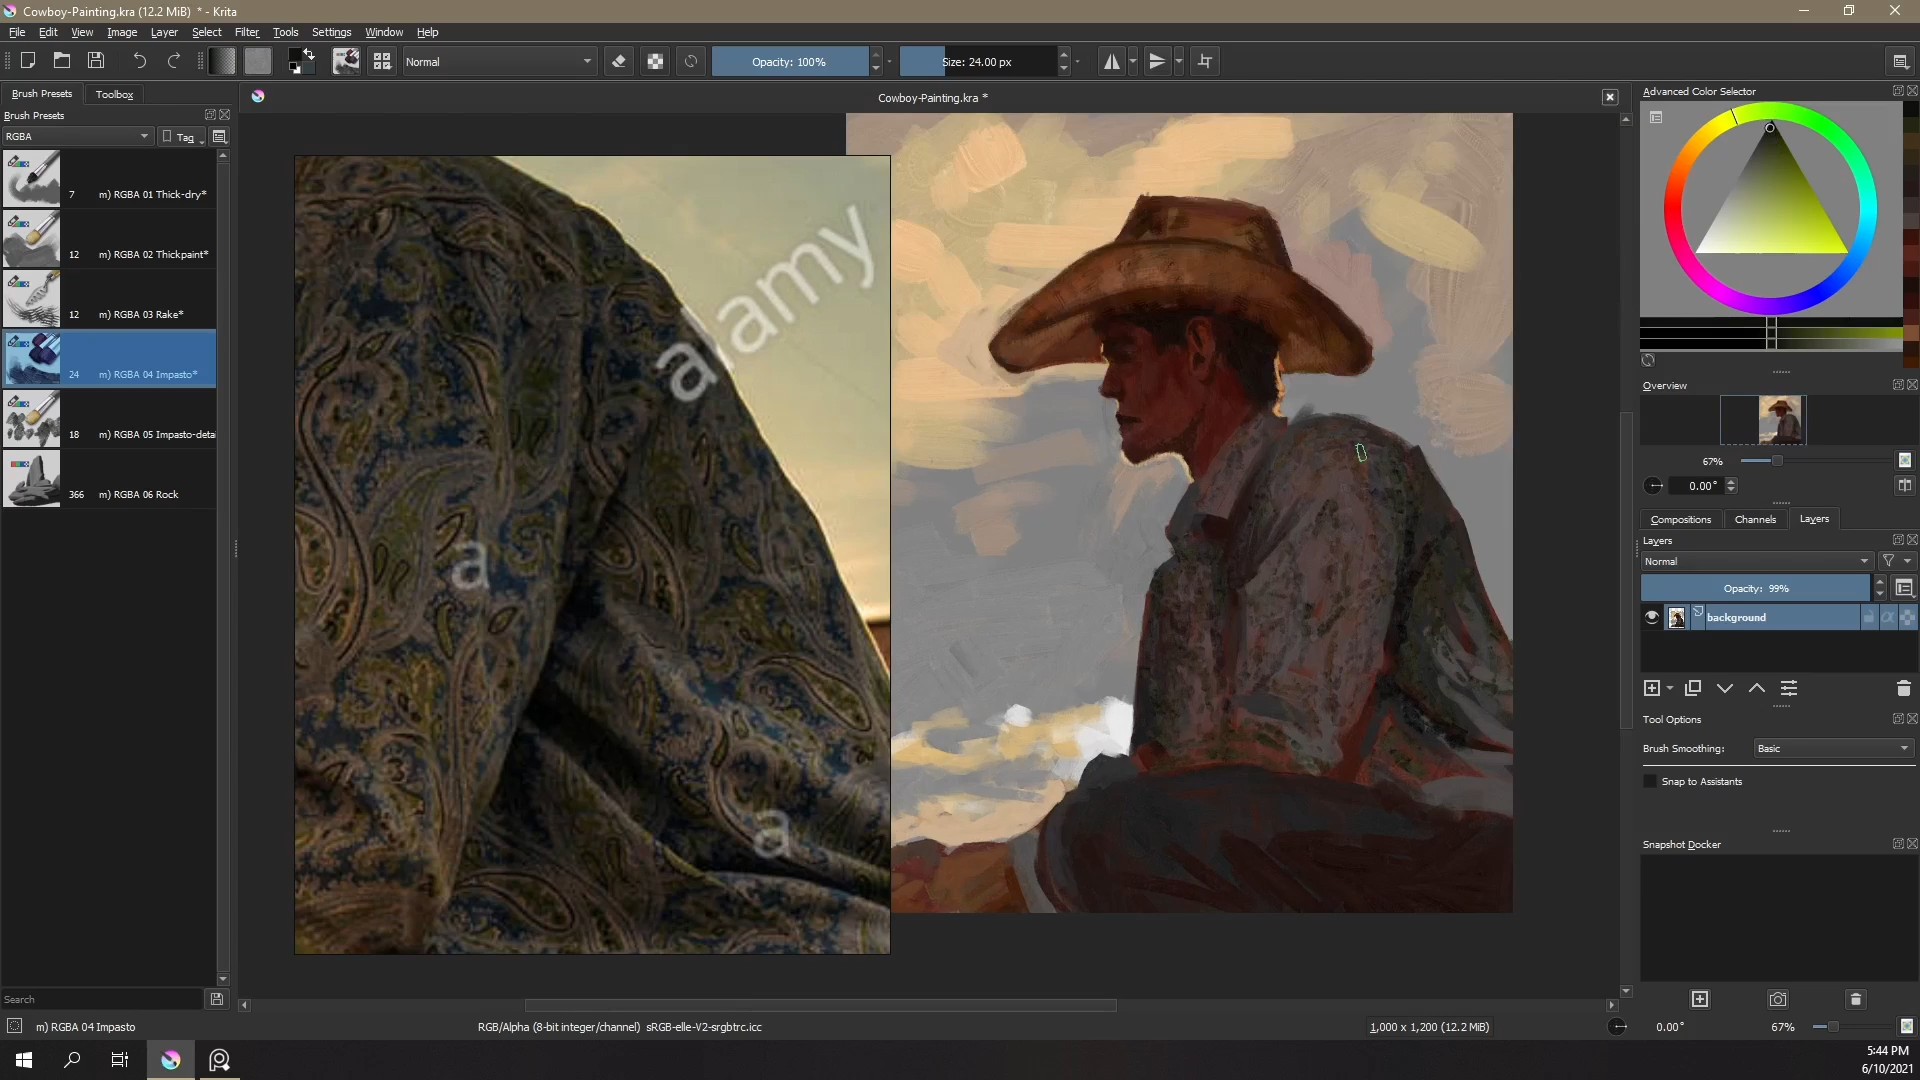 Cowboy-Painting.kra (12.2 MiB)  * - Krita
File Edit View Image Layer Select Filter Tools Settings Window Help
Normal
Opacity: 100%
Size: 24.00 px
Brush Presets
Toolbox
Cowboy-Painting.kra *
Advanced Color Selector
Brush Presets
RGBA
Tag
7 m) RGBA 01 Thick-dry*
12 m) RGBA 02 Thickpaint*
12 m) RGBA 03 Rake*
24 m) RGBA 04 Impasto*
18 m) RGBA 05 Impasto-detai
366 m) RGBA 06 Rock
alamy
a
a
Overview
67%
0.00°
Compositions Channels Layers
Layers
Normal
Opacity: 99%
background
Tool Options
Brush Smoothing: Basic
Snap to Assistants
Snapshot Docker
Search
m) RGBA 04 Impasto
RGB/Alpha (8-bit integer/channel) sRGB-elle-V2-srgbtrc.icc
1,000 x 1,200 (12.2 MiB)
0.00°
67%
5:44 PM
6/10/2021